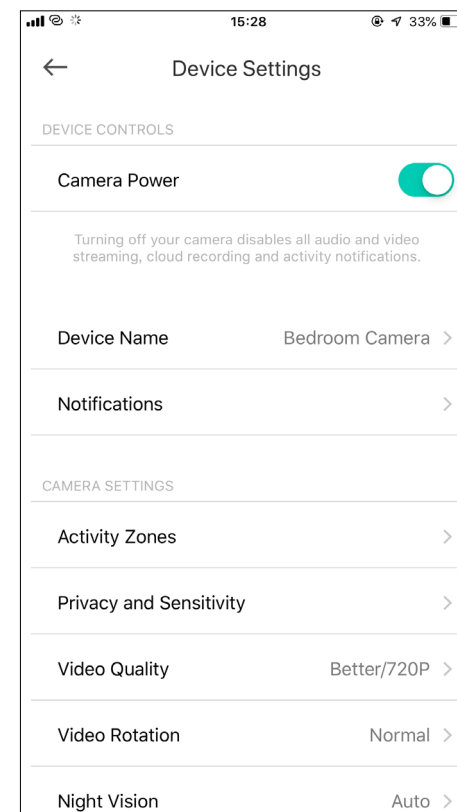 15:28
33%
Device Settings
DEVICE CONTROLS
Camera Power
Turning off your camera disables all audio and video
streaming, cloud recording and activity notifications.
Device Name Bedroom Camera
Notifications
CAMERA SETTINGS
Activity Zones
Privacy and Sensitivity
Video Quality Better/720P
Video Rotation Normal
Night Vision Auto